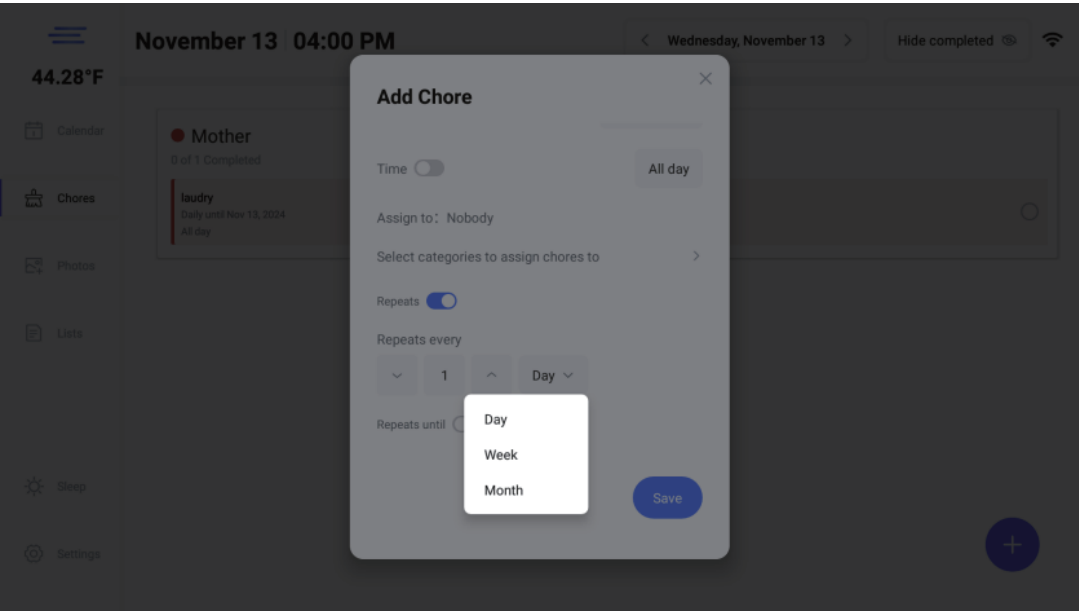 November 13 04:00 PM
Wednesday, November 13
Hide completed
44.28°F
Calendar
Chores
Photos
Lists
Sleep
Settings
Mother
0 of 1 Completed
laudry
Daily until Nov 13, 2024
All day
Add Chore
Time
All day
Assign to: Nobody
Select categories to assign chores to
Repeats
Repeats every
1
Day
Repeats until
Day
Week
Month
Save